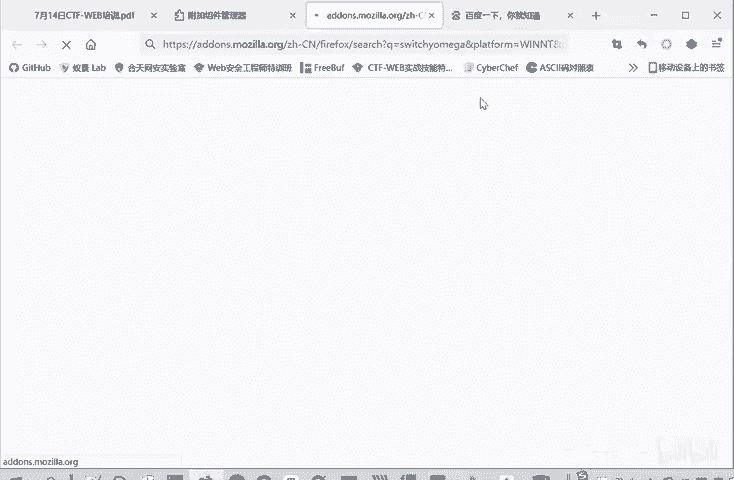 7月14日CTF-WEB培训.pdf
附加组件管理器
addons.mozilla.org/zh-C
百度一下，你就知道
https://addons.mozilla.org/zh-CN/firefox/search?q=switchyomega&platform=WINNT&
GitHub
蚁景 Lab
合天网安实验室
Web安全工程师特训班
FreeBuf
CTF-WEB实战技能特...
CyberChef
ASCII码对照表
移动设备上的书签
addons.mozilla.org
bilibili